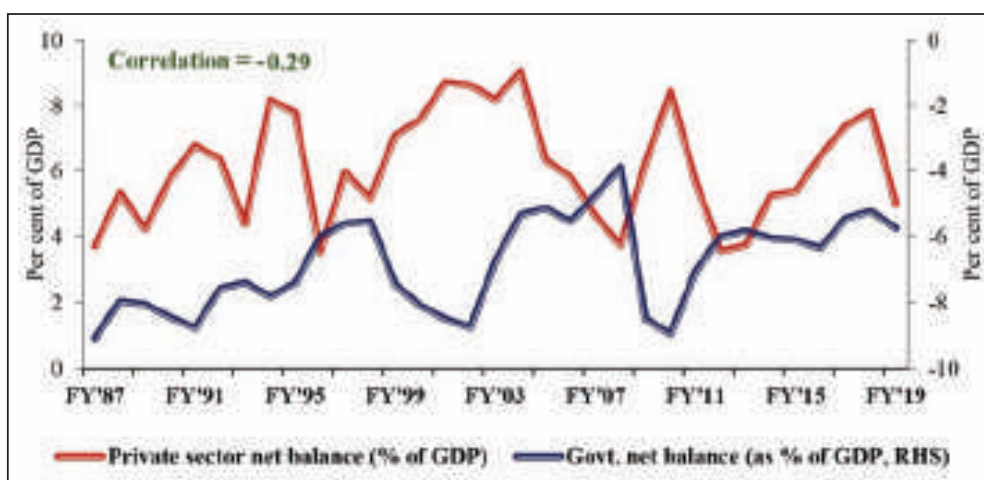 Correlation = -0.29
Per cent of GDP
10
8
6
4
2
0
0
-2
-4
-6
-8
-10
Per cent of GDP
FY'87 FY'91 FY'95 FY'99 FY'03 FY'07 FY'11 FY'15 FY'19
Private sector net balance (% of GDP) Govt. net balance (as % of GDP, RHS)